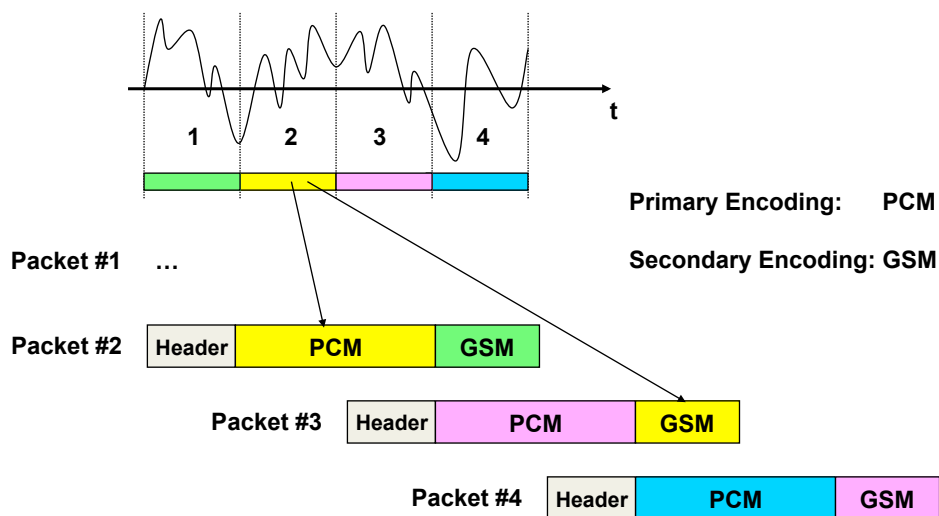 t
1 2 3 4
Primary Encoding: PCM
Packet #1 ...
Secondary Encoding: GSM
Packet #2 Header PCM GSM
Packet #3 Header PCM GSM
Packet #4 Header PCM GSM